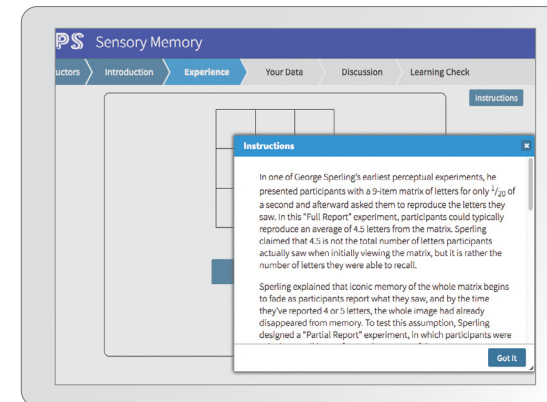 PS Sensory Memory
uctors Introduction Experience Your Data Discussion Learning Check
Instructions
Instructions
In one of George Sperling's earliest perceptual experiments, he
presented participants with a 9-item matrix of letters for only 1/20 of
a second and afterward asked them to reproduce the letters they
saw. In this "Full Report" experiment, participants could typically
reproduce an average of 4.5 letters from the matrix. Sperling
claimed that 4.5 is not the total number of letters participants
actually saw when initially viewing the matrix, but it is rather the
number of letters they were able to recall.
Sperling explained that iconic memory of the whole matrix begins
to fade as participants report what they saw, and by the time
they've reported 4 or 5 letters, the whole image had already
disappeared from memory. To test this assumption, Sperling
designed a "Partial Report" experiment, in which participants were
Got It